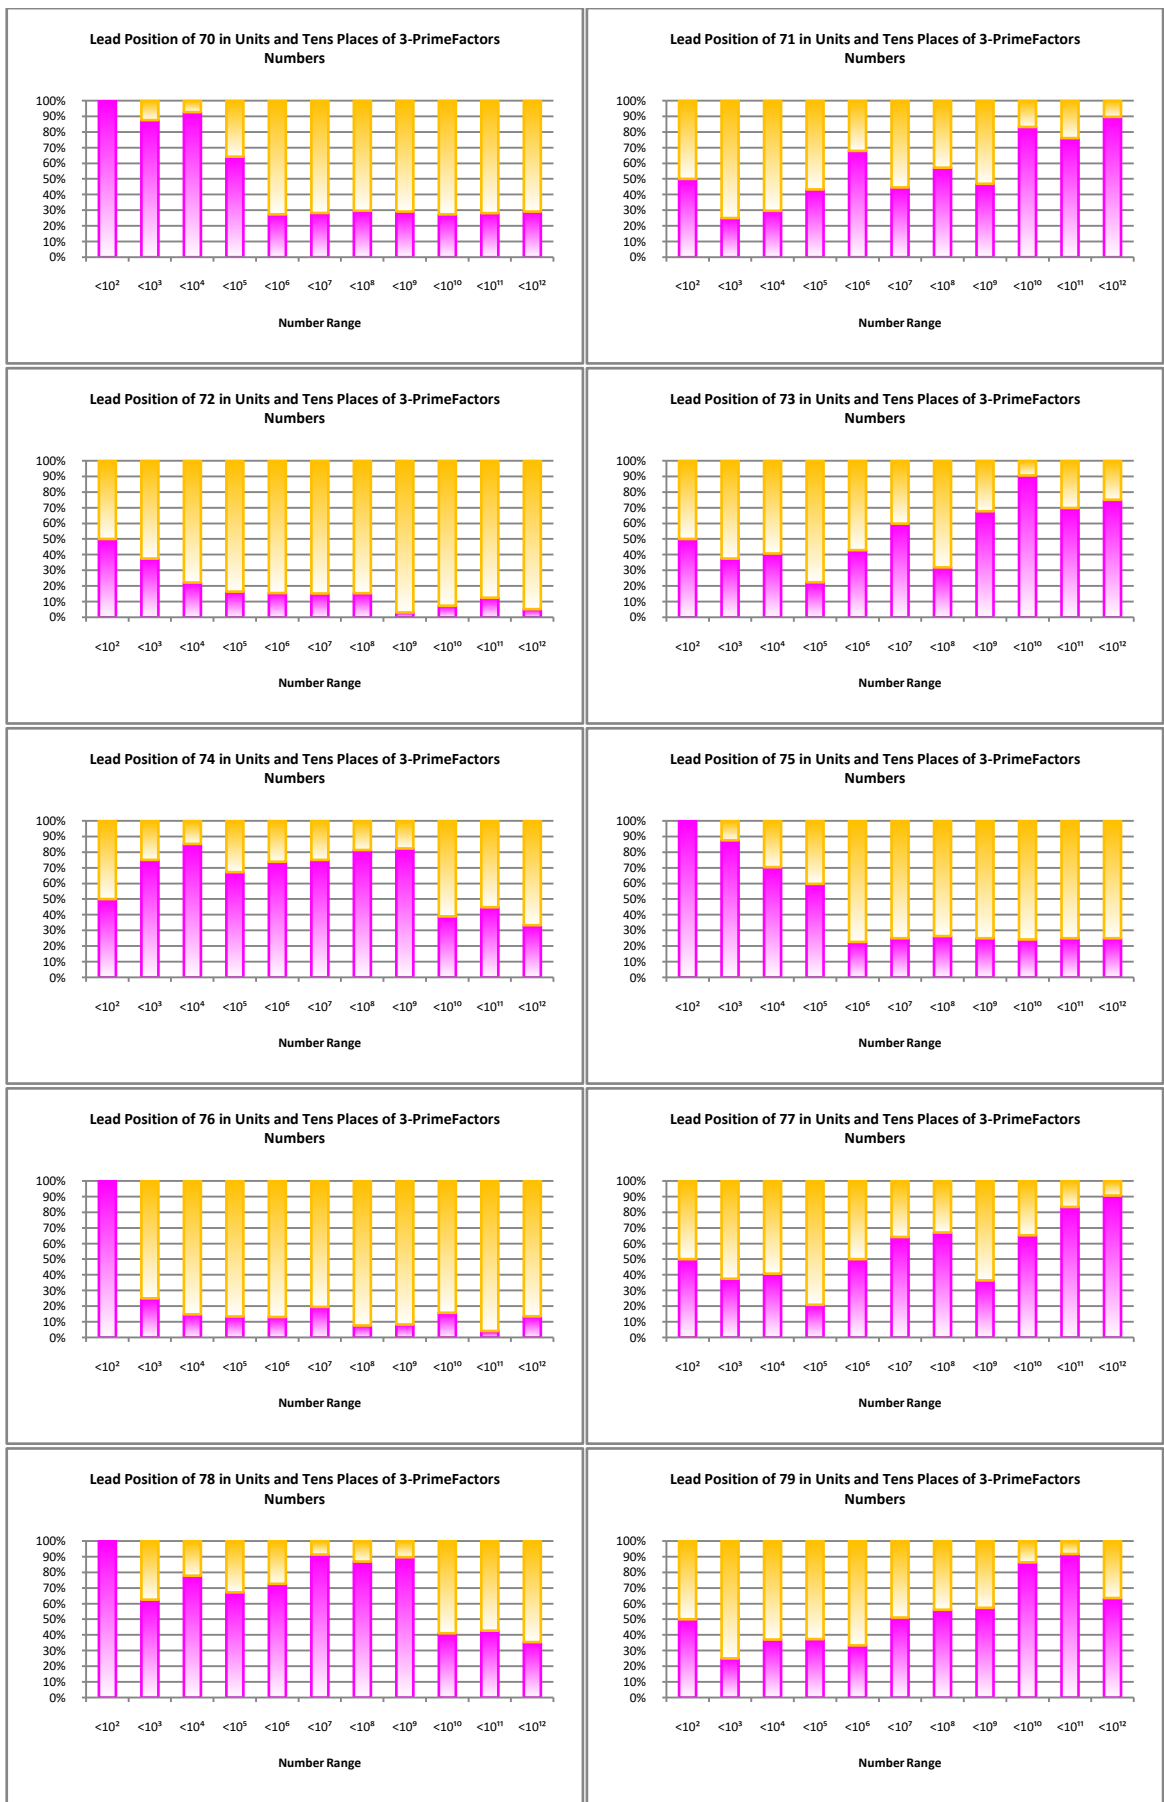 Lead Position of 70 in Units and Tens Places of 3-PrimeFactors
Numbers
100%
90%
80%
70%
60%
50%
40%
30%
20%
10%
0%
<10² <10³ <10⁴ <10⁵ <10⁶ <10⁷ <10⁸ <10⁹ <10¹⁰ <10¹¹ <10¹²
Number Range
Lead Position of 71 in Units and Tens Places of 3-PrimeFactors
Numbers
100%
90%
80%
70%
60%
50%
40%
30%
20%
10%
0%
<10² <10³ <10⁴ <10⁵ <10⁶ <10⁷ <10⁸ <10⁹ <10¹⁰ <10¹¹ <10¹²
Number Range
Lead Position of 72 in Units and Tens Places of 3-PrimeFactors
Numbers
100%
90%
80%
70%
60%
50%
40%
30%
20%
10%
0%
<10² <10³ <10⁴ <10⁵ <10⁶ <10⁷ <10⁸ <10⁹ <10¹⁰ <10¹¹ <10¹²
Number Range
Lead Position of 73 in Units and Tens Places of 3-PrimeFactors
Numbers
100%
90%
80%
70%
60%
50%
40%
30%
20%
10%
0%
<10² <10³ <10⁴ <10⁵ <10⁶ <10⁷ <10⁸ <10⁹ <10¹⁰ <10¹¹ <10¹²
Number Range
Lead Position of 74 in Units and Tens Places of 3-PrimeFactors
Numbers
100%
90%
80%
70%
60%
50%
40%
30%
20%
10%
0%
<10² <10³ <10⁴ <10⁵ <10⁶ <10⁷ <10⁸ <10⁹ <10¹⁰ <10¹¹ <10¹²
Number Range
Lead Position of 75 in Units and Tens Places of 3-PrimeFactors
Numbers
100%
90%
80%
70%
60%
50%
40%
30%
20%
10%
0%
<10² <10³ <10⁴ <10⁵ <10⁶ <10⁷ <10⁸ <10⁹ <10¹⁰ <10¹¹ <10¹²
Number Range
Lead Position of 76 in Units and Tens Places of 3-PrimeFactors
Numbers
100%
90%
80%
70%
60%
50%
40%
30%
20%
10%
0%
<10² <10³ <10⁴ <10⁵ <10⁶ <10⁷ <10⁸ <10⁹ <10¹⁰ <10¹¹ <10¹²
Number Range
Lead Position of 77 in Units and Tens Places of 3-PrimeFactors
Numbers
100%
90%
80%
70%
60%
50%
40%
30%
20%
10%
0%
<10² <10³ <10⁴ <10⁵ <10⁶ <10⁷ <10⁸ <10⁹ <10¹⁰ <10¹¹ <10¹²
Number Range
Lead Position of 78 in Units and Tens Places of 3-PrimeFactors
Numbers
100%
90%
80%
70%
60%
50%
40%
30%
20%
10%
0%
<10² <10³ <10⁴ <10⁵ <10⁶ <10⁷ <10⁸ <10⁹ <10¹⁰ <10¹¹ <10¹²
Number Range
Lead Position of 79 in Units and Tens Places of 3-PrimeFactors
Numbers
100%
90%
80%
70%
60%
50%
40%
30%
20%
10%
0%
<10² <10³ <10⁴ <10⁵ <10⁶ <10⁷ <10⁸ <10⁹ <10¹⁰ <10¹¹ <10¹²
Number Range